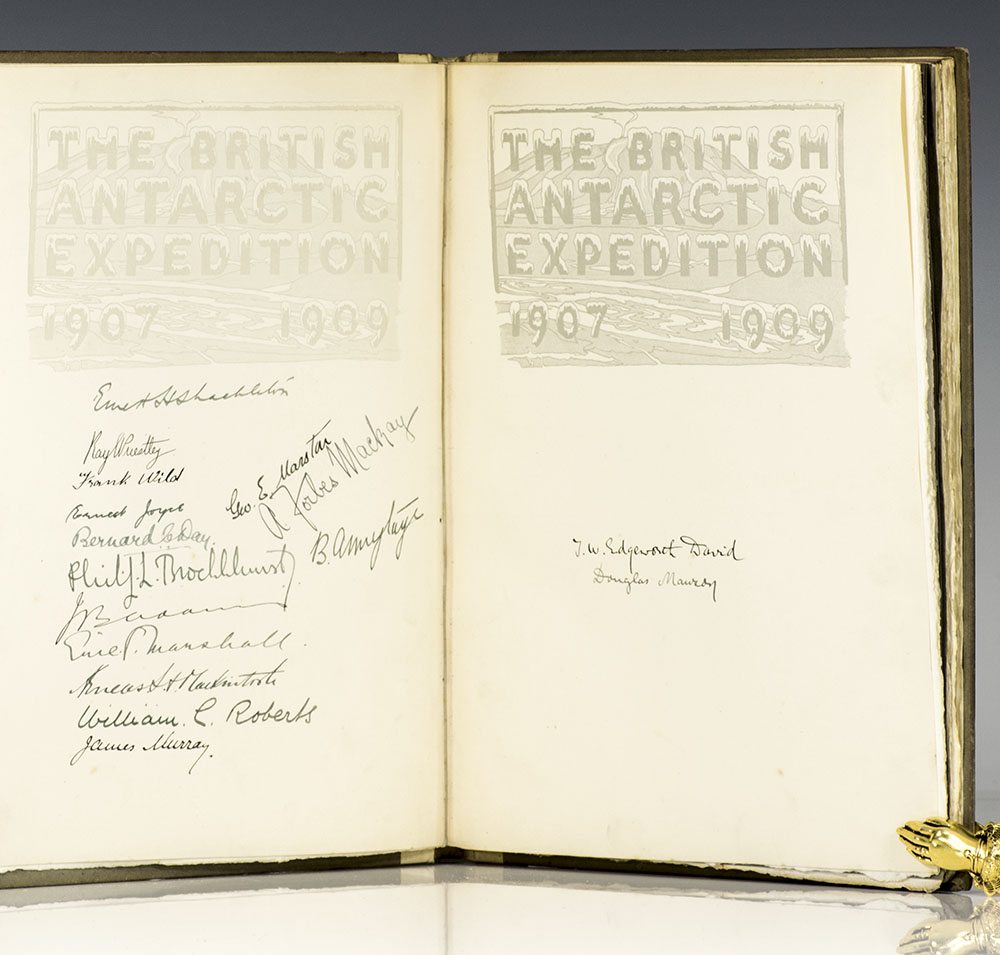 THE BRITISH
ANTARCTIC
EXPEDITION
1907 1909
Ernest H Shackleton
Ray Priestley
Frank Wild
Ernest Joyce
Bernard C Day.
Philip L. Brocklehurst
Eric P. Marshall.
Aneas L. A. Mackintosh
William. C. Roberts
James Murray.
Geo. E. Marston
A Forbes Mackay
B. Armytage
THE BRITISH
ANTARCTIC
EXPEDITION
1907 1909
T. W. Edgeworth David
Douglas Mawson